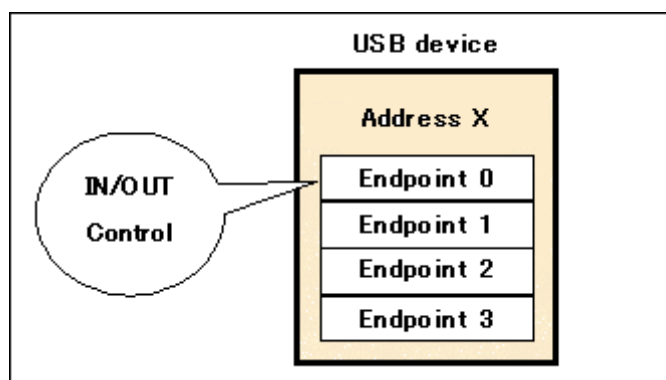 USB device
Address X
IN/OUT
Control
Endpoint 0
Endpoint 1
Endpoint 2
Endpoint 3